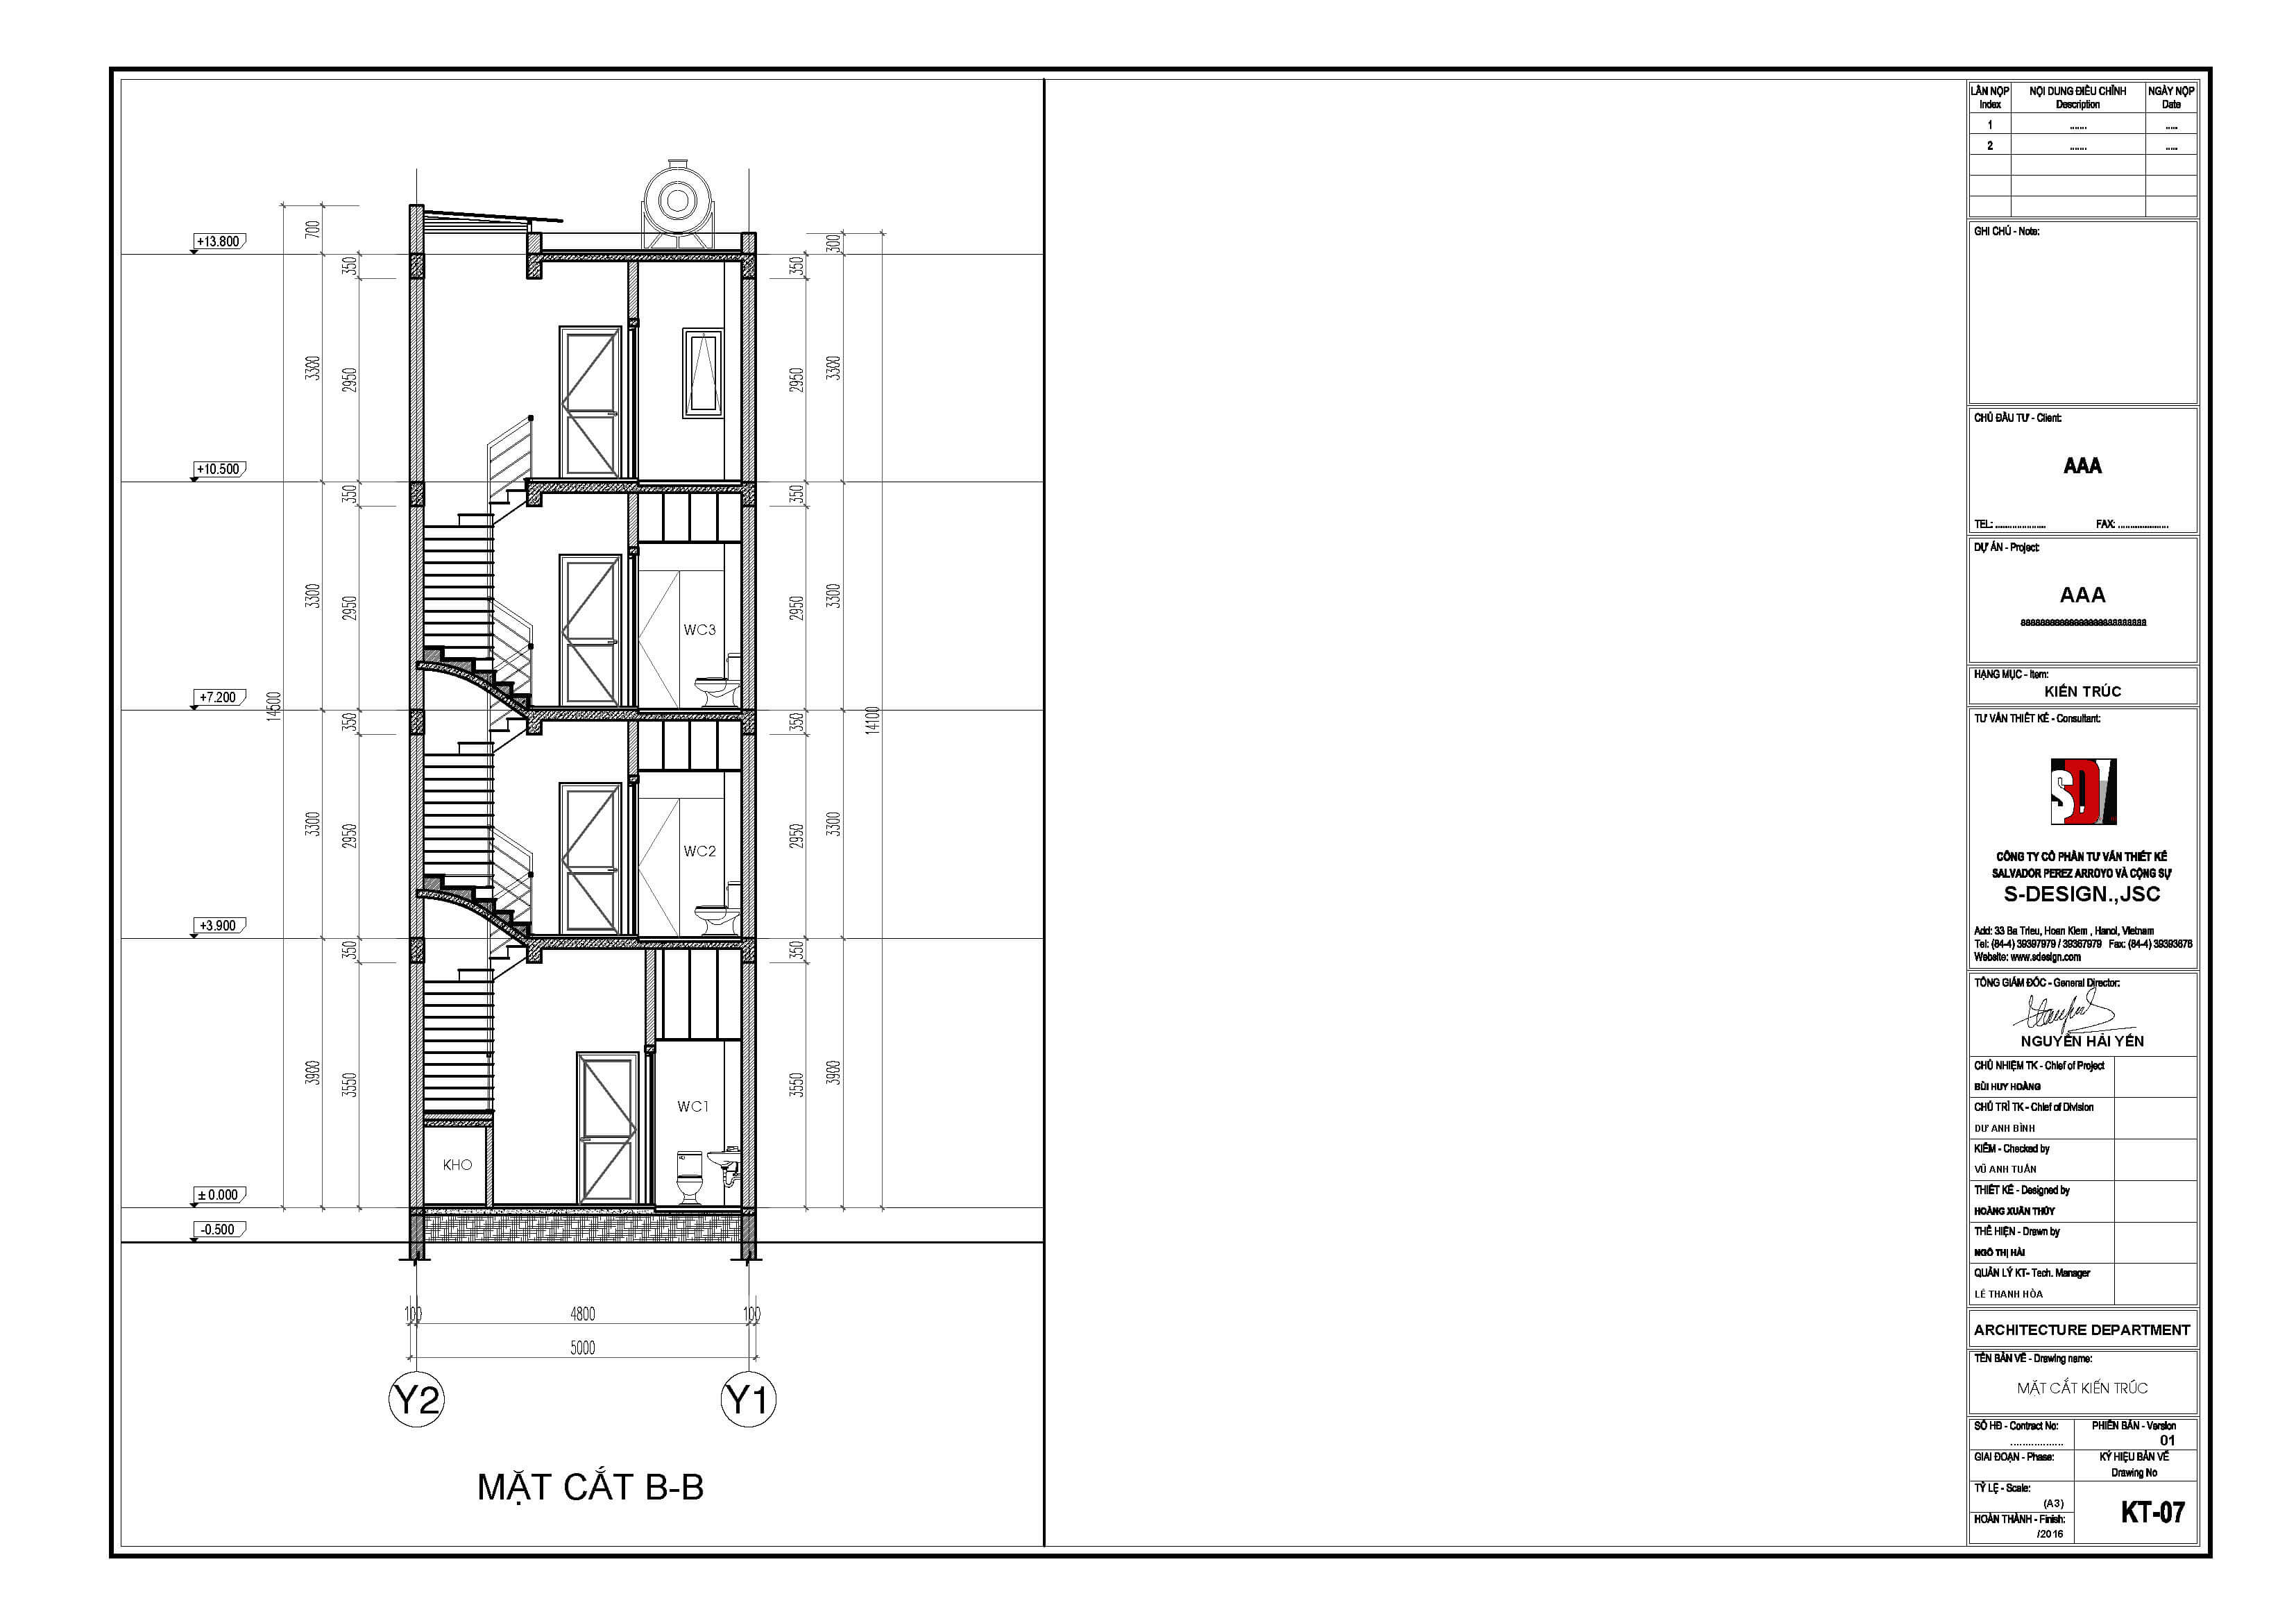 +13.800
+10.500
+7.200
+3.900
± 0.000
-0.500
14500
700
3300
3300
3300
3900
350
2950
350
2950
350
2950
350
3550
350
2950
350
2950
350
2950
350
3550
300
3300
3300
3300
3900
14100
WC3
WC2
WC1
KHO
100
4800
100
5000
Y2
Y1
MẶT CẮT B-B
LẦN NỘP
NỘI DUNG ĐIỀU CHỈNH
NGÀY NỘP
Index
Description
Date
1 ....... .....
2 ....... .....
GHI CHÚ - Note:
CHỦ ĐẦU TƯ - Client:
AAA
TEL: ..................... FAX: .....................
DỰ ÁN - Project:
AAA
HẠNG MỤC - Item:
KIẾN TRÚC
TƯ VẤN THIẾT KẾ - Consultant:
SD
CÔNG TY CỔ PHẦN TƯ VẤN THIẾT KẾ
SALVADOR PEREZ ARROYO VÀ CỘNG SỰ
S-DESIGN.,JSC
Add: 33 Ba Trieu, Hoan Kiem , Hanoi, Vietnam
Tel: (84-4) 39397979 / 39367979 Fax: (84-4) 39393676
Website: www.sdesign.com
TỔNG GIÁM ĐỐC - General Director:
NGUYỄN HẢI YẾN
CHỦ NHIỆM TK - Chief of Project
BÙI HUY HOÀNG
CHỦ TRÌ TK - Chief of Division
DƯ ANH BÌNH
KIỂM - Checked by
VŨ ANH TUẤN
THIẾT KẾ - Designed by
HOÀNG XUÂN THỦY
THỂ HIỆN - Drawn by
NGÔ THỊ HẢI
QUẢN LÝ KT- Tech. Manager
LÊ THANH HÒA
ARCHITECTURE DEPARTMENT
TÊN BẢN VẼ - Drawing name:
MẶT CẮT KIẾN TRÚC
SỐ HĐ - Contract No:
..................
PHIÊN BẢN - Version
01
GIAI ĐOẠN - Phase:
KÝ HIỆU BẢN VẼ
Drawing No
TỶ LỆ - Scale:
(A3)
KT-07
HOÀN THÀNH - Finish:
/2016